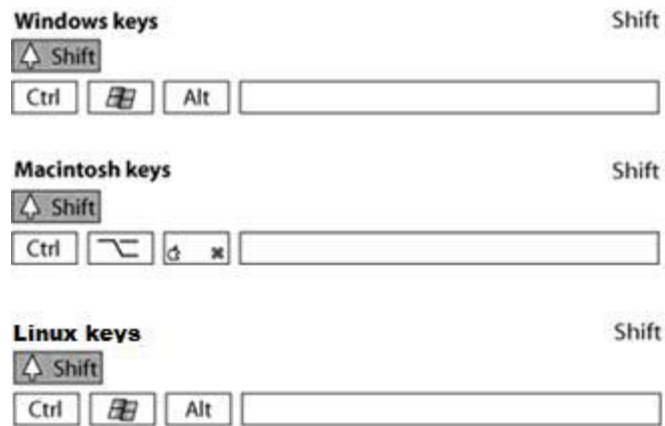 Windows keys Shift
Shift
Ctrl Alt
Macintosh keys Shift
Shift
Ctrl
Linux keys Shift
Shift
Ctrl Alt